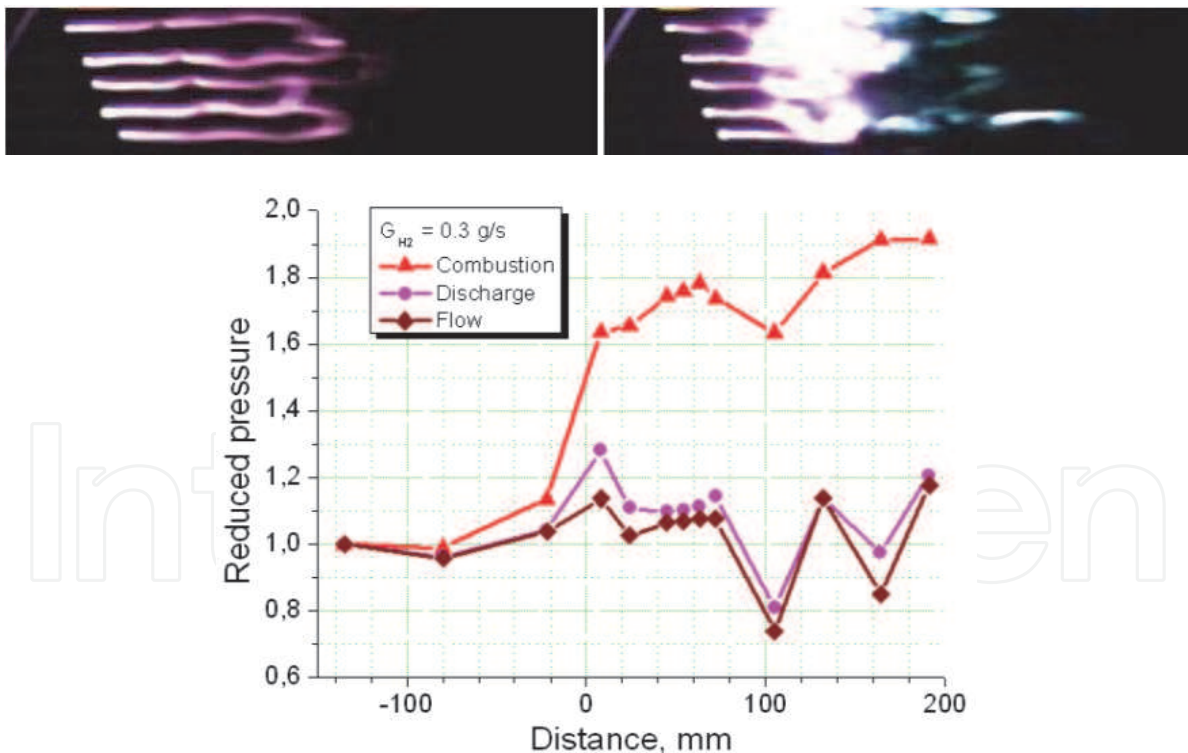 2,0
1,8
1,6
1,4
1,2
1,0
0,8
0,6
Reduced pressure
G_H2 = 0.3 g/s
Combustion
Discharge
Flow
-100
0
100
200
Distance, mm